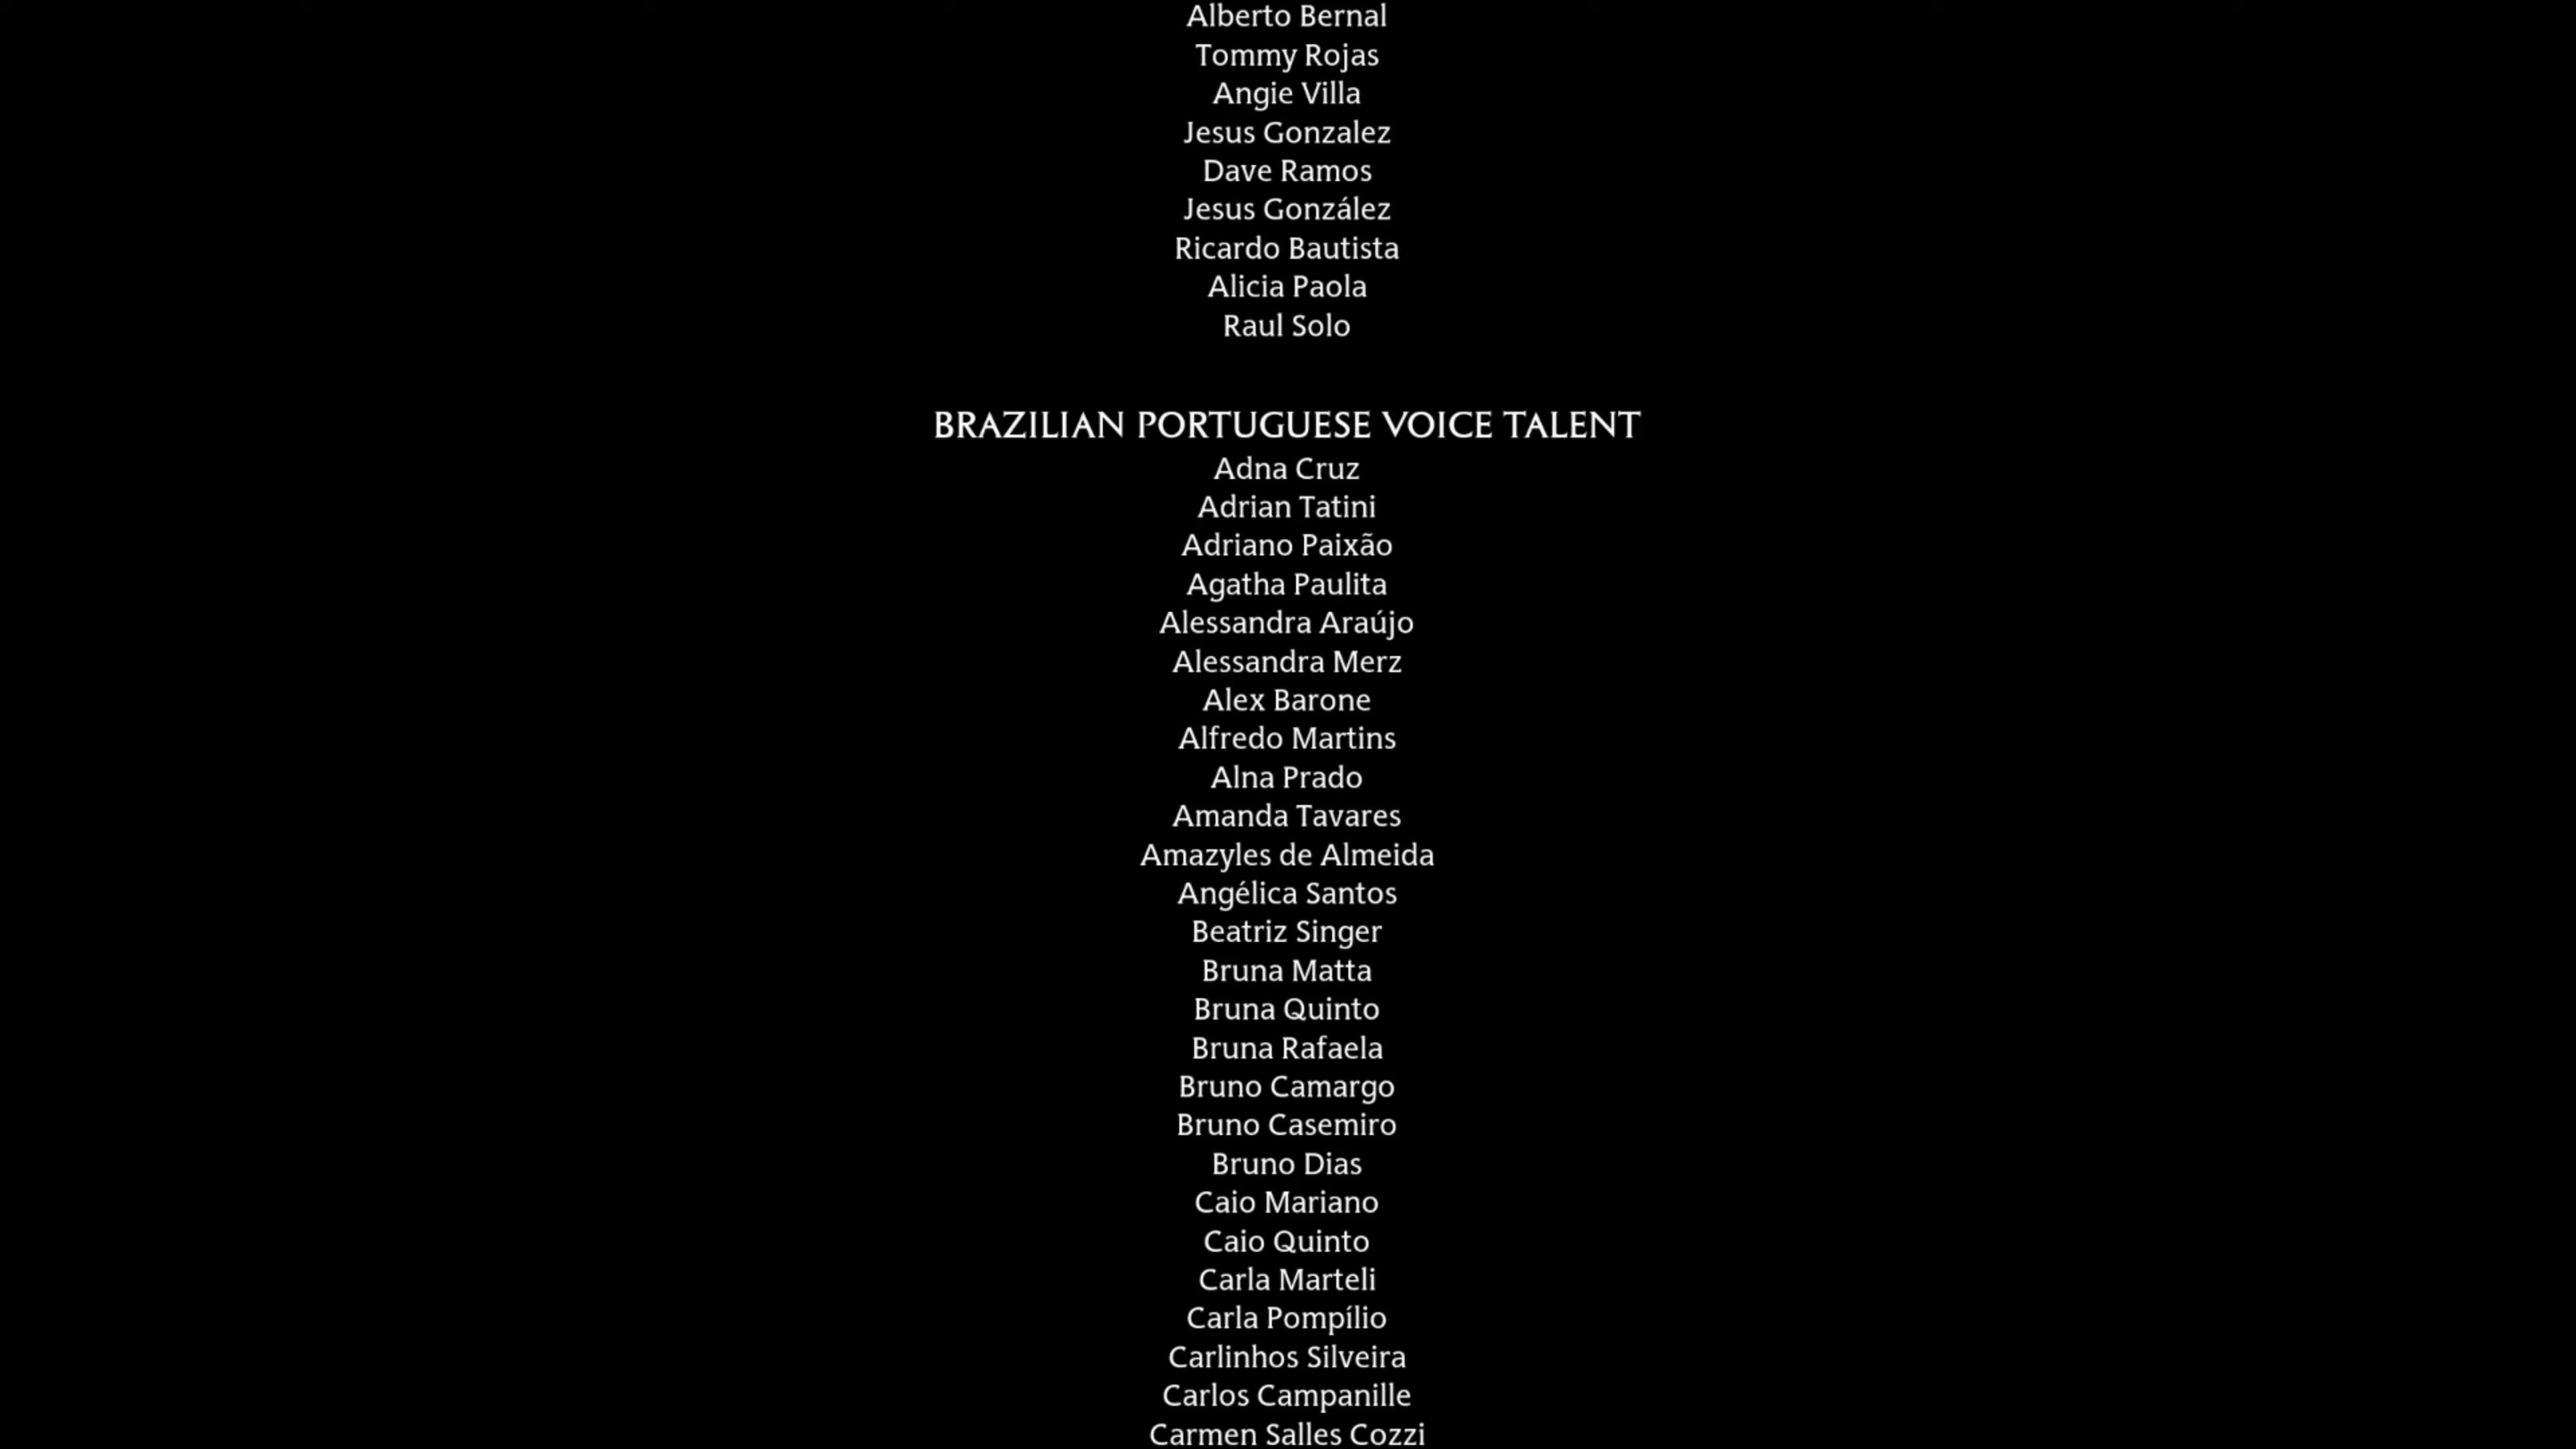 Alberto Bernal
Tommy Rojas
Angie Villa
Jesus Gonzalez
Dave Ramos
Jesus González
Ricardo Bautista
Alicia Paola
Raul Solo
BRAZILIAN PORTUGUESE VOICE TALENT
Adna Cruz
Adrian Tatini
Adriano Paixão
Agatha Paulita
Alessandra Araújo
Alessandra Merz
Alex Barone
Alfredo Martins
Alna Prado
Amanda Tavares
Amazyles de Almeida
Angélica Santos
Beatriz Singer
Bruna Matta
Bruna Quinto
Bruna Rafaela
Bruno Camargo
Bruno Casemiro
Bruno Dias
Caio Mariano
Caio Quinto
Carla Marteli
Carla Pompílio
Carlinhos Silveira
Carlos Campanille
Carmen Salles Cozzi